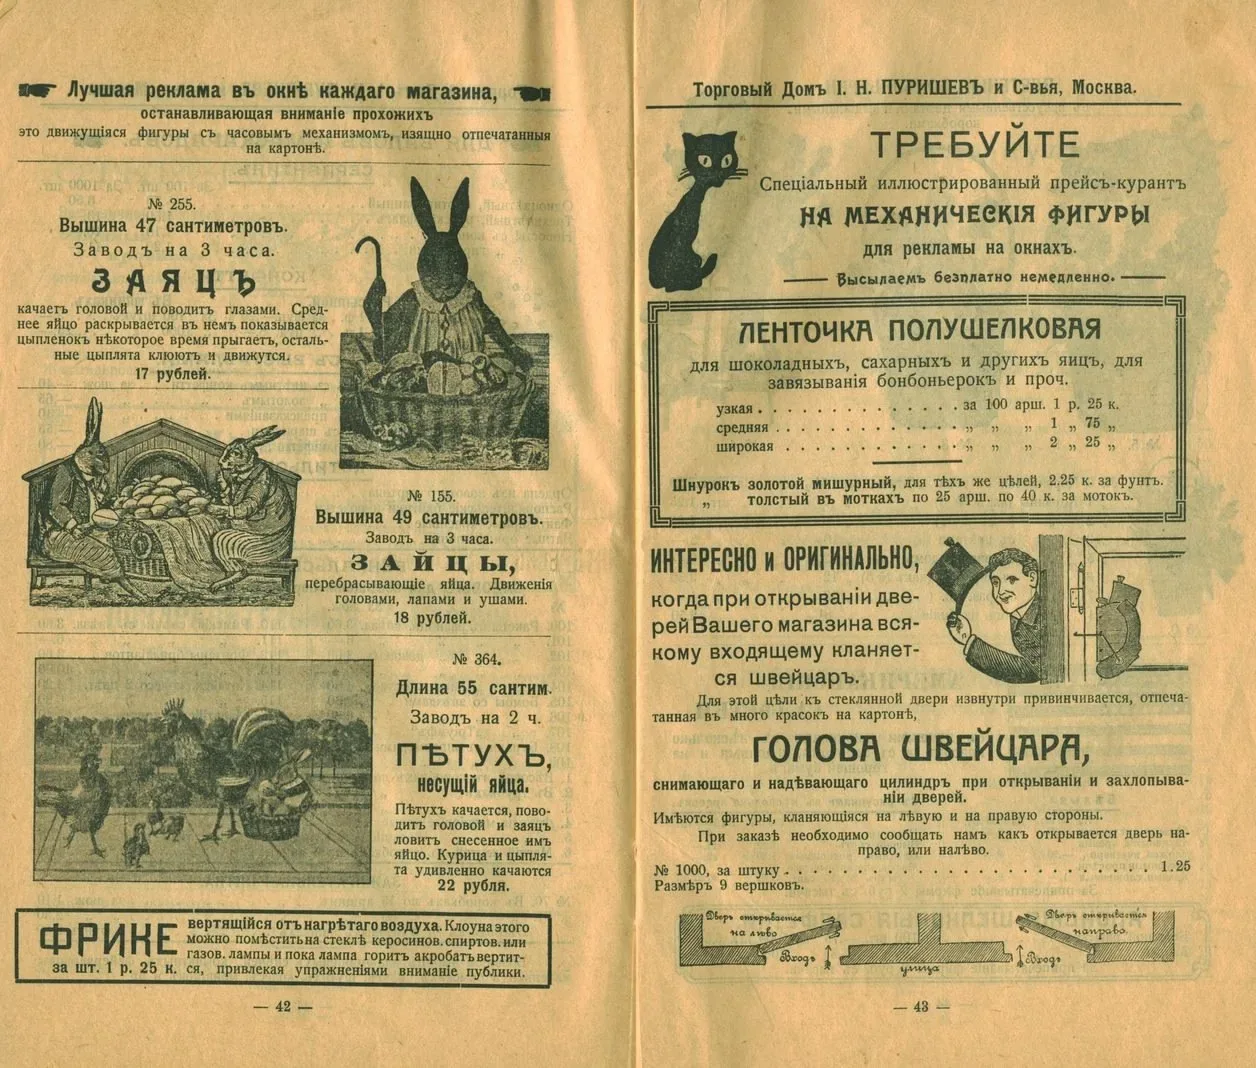 Лучшая реклама въ окнѣ каждаго магазина,
останавливающая вниманіе прохожихъ
это движущіяся фигуры съ часовымъ механизмомъ, изящно отпечатанныя
на картонѣ.
№ 255.
Вышина 47 сантиметровъ.
Заводъ на 3 часа.
ЗАЯЦЪ
качаетъ головой и поводитъ глазами. Сред-
нее яйцо раскрывается въ немъ показывается
цыпленокъ нѣкоторое время прыгаетъ, осталь-
ные цыплята клюютъ и движутся.
17 рублей.
№ 155.
Вышина 49 сантиметровъ.
Заводъ на 3 часа.
ЗАЙЦЫ,
перебрасывающіе яйца. Движенія
головами, лапами и ушами.
18 рублей.
№ 364.
Длина 55 сантим.
Заводъ на 2 ч.
ПѢТУХЪ,
несущій яйца.
Пѣтухъ качается, пово-
дитъ головой и заяцъ
ловитъ снесенное имъ
яйцо. Курица и цыпля-
та удивленно качаются
22 рубля.
ФРИКЕ
за шт. 1 р. 25 к.
вертящійся отъ нагрѣтаго воздуха. Клоуна этого
можно помѣстить на стеклѣ керосинов. спиртов. или
газов. лампы и пока лампа горитъ акробатъ вертит-
ся, привлекая упражненіями вниманіе публики.
— 42 —
Торговый Домъ І. Н. ПУРИШЕВЪ и С-вья, Москва.
ТРЕБУЙТЕ
Спеціальный иллюстрированный прейсъ-курантъ
НА МЕХАНИЧЕСКІЯ ФИГУРЫ
для рекламы на окнахъ.
Высылаемъ безплатно немедленно.
ЛЕНТОЧКА ПОЛУШЕЛКОВАЯ
для шоколадныхъ, сахарныхъ и другихъ яицъ, для
завязыванія бонбоньерокъ и проч.
узкая . . . . . . . . . . . . . . за 100 арш. 1 р. 25 к.
средняя . . . . . . . . . . . . . „ „ „ 1 „ 75 „
широкая . . . . . . . . . . . . . „ „ „ 2 „ 25 „
Шнурокъ золотой мишурный, для тѣхъ же цѣлей, 2.25 к. за фунтъ.
„ толстый въ моткахъ по 25 арш. по 40 к. за мотокъ.
ИНТЕРЕСНО и ОРИГИНАЛЬНО,
когда при открываніи две-
рей Вашего магазина вся-
кому входящему кланяет-
ся швейцаръ.
Для этой цѣли къ стеклянной двери извнутри привинчивается, отпеча-
танная въ много красокъ на картонѣ,
ГОЛОВА ШВЕЙЦАРА,
снимающаго и надѣвающаго цилиндръ при открываніи и захлопыва-
ніи дверей.
Имѣются фигуры, кланяющіяся на лѣвую и на правую стороны.
При заказѣ необходимо сообщать намъ какъ открывается дверь на-
право, или налѣво.
№ 1000, за штуку . . . . . . . . . . . . . . . . . . . . . . . 1.25
Размѣръ 9 вершковъ.
Дверь открывается
на лѣво
Входъ
улица
Дверь открывается
направо.
Входъ
— 43 —